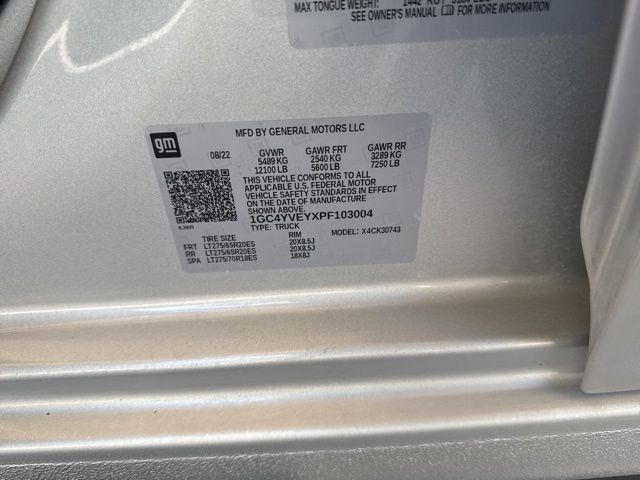 MAX TONGUE WEIGHT: 1442 KG
SEE OWNER'S MANUAL FOR MORE INFORMATION
gm
MFD BY GENERAL MOTORS LLC
08/22 GVWR GAWR FRT GAWR RR
5489 KG 2540 KG 3289 KG
12100 LB 5600 LB 7250 LB
THIS VEHICLE CONFORMS TO ALL
APPLICABLE U.S. FEDERAL MOTOR
VEHICLE SAFETY STANDARDS IN EFFECT
ON THE DATE OF MANUFACTURE
SHOWN ABOVE.
1GC4YVEYXPF103004
TYPE: TRUCK MODEL: X4CK30743
TIRE SIZE RIM
FRT LT275/65R20ES 20X8.5J
RR LT275/65R20ES 20X8.5J
SPA LT275/70R18ES 18X8J